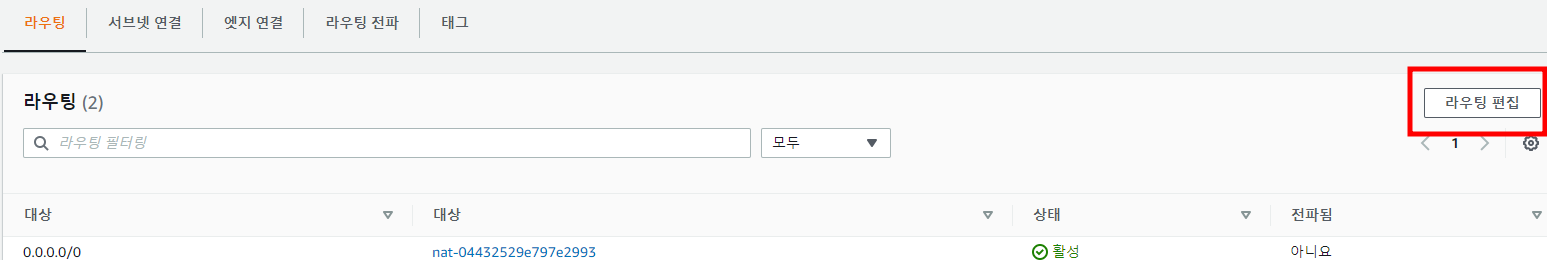 라우팅 서브넷 연결 엣지 연결 라우팅 전파 태그
라우팅 (2) 라우팅 편집
라우팅 필터링 모두 1
대상 대상 상태 전파됨
0.0.0.0/0 nat-04432529e797e2993 활성 아니요